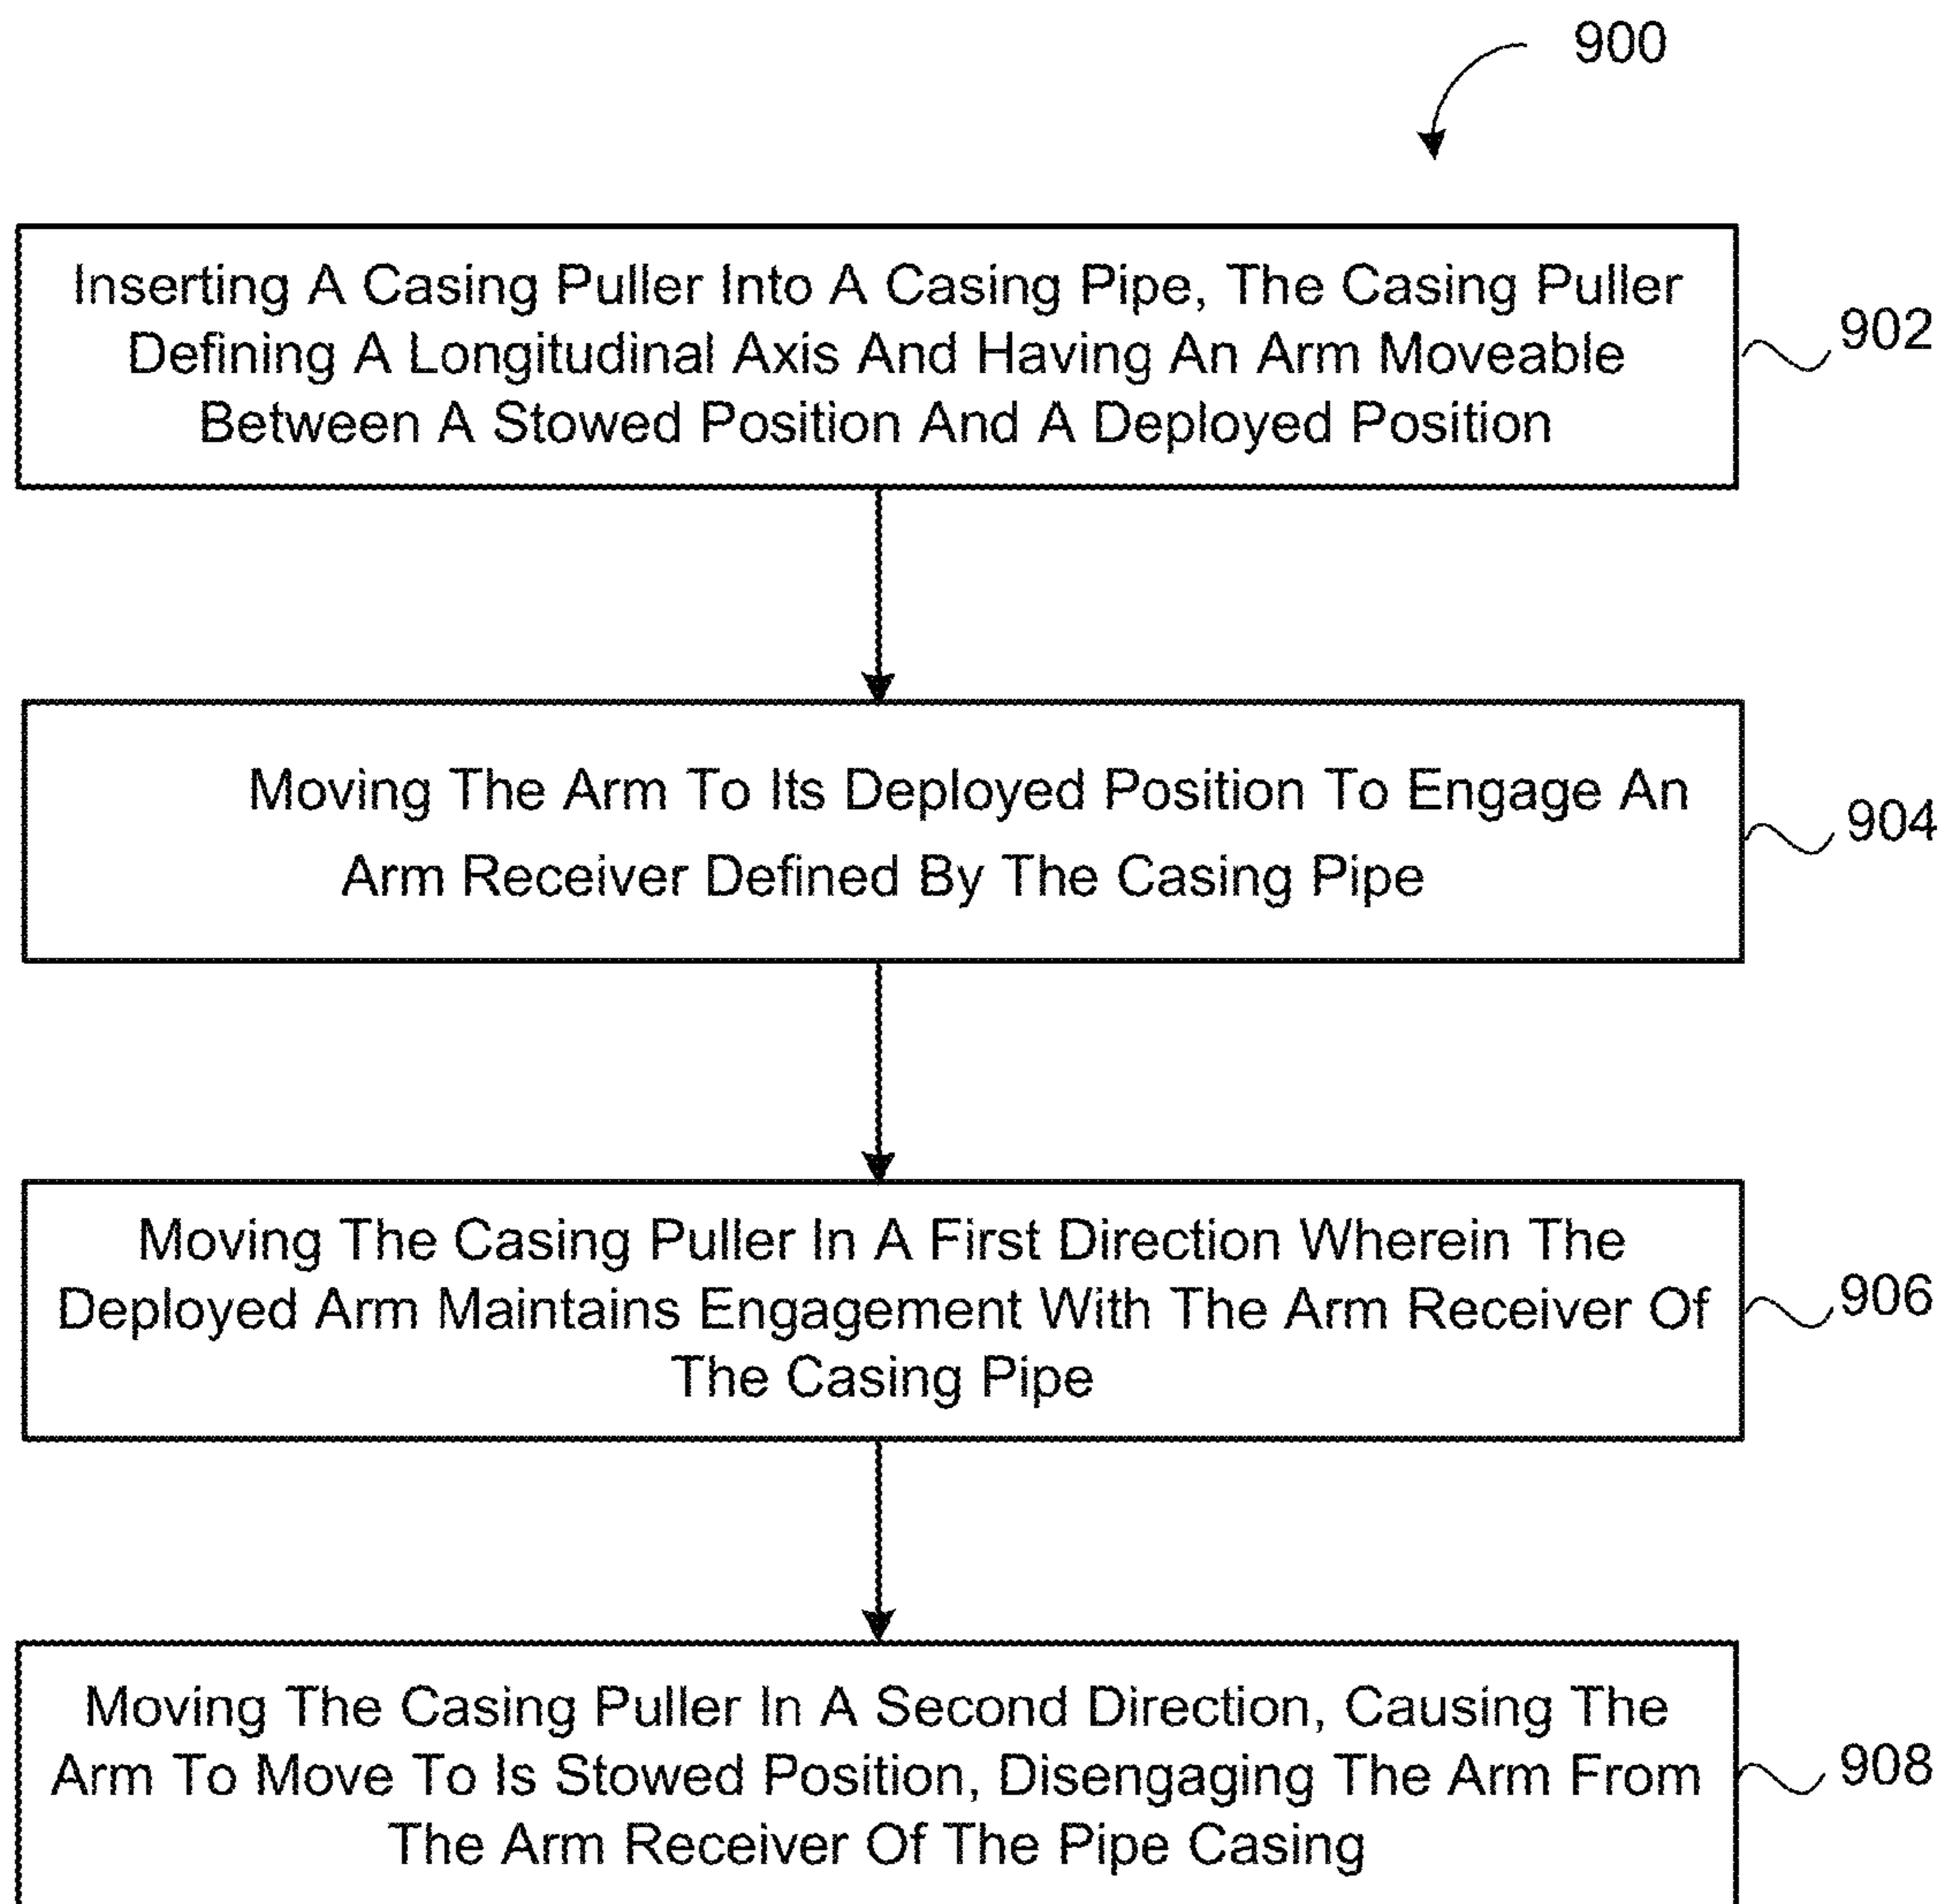 900
Inserting A Casing Puller Into A Casing Pipe, The Casing Puller
Defining A Longitudinal Axis And Having An Arm Moveable
Between A Stowed Position And A Deployed Position
902
Moving The Arm To Its Deployed Position To Engage An
Arm Receiver Defined By The Casing Pipe
904
Moving The Casing Puller In A First Direction Wherein The
Deployed Arm Maintains Engagement With The Arm Receiver Of
The Casing Pipe
906
Moving The Casing Puller In A Second Direction, Causing The
Arm To Move To Is Stowed Position, Disengaging The Arm From
The Arm Receiver Of The Pipe Casing
908